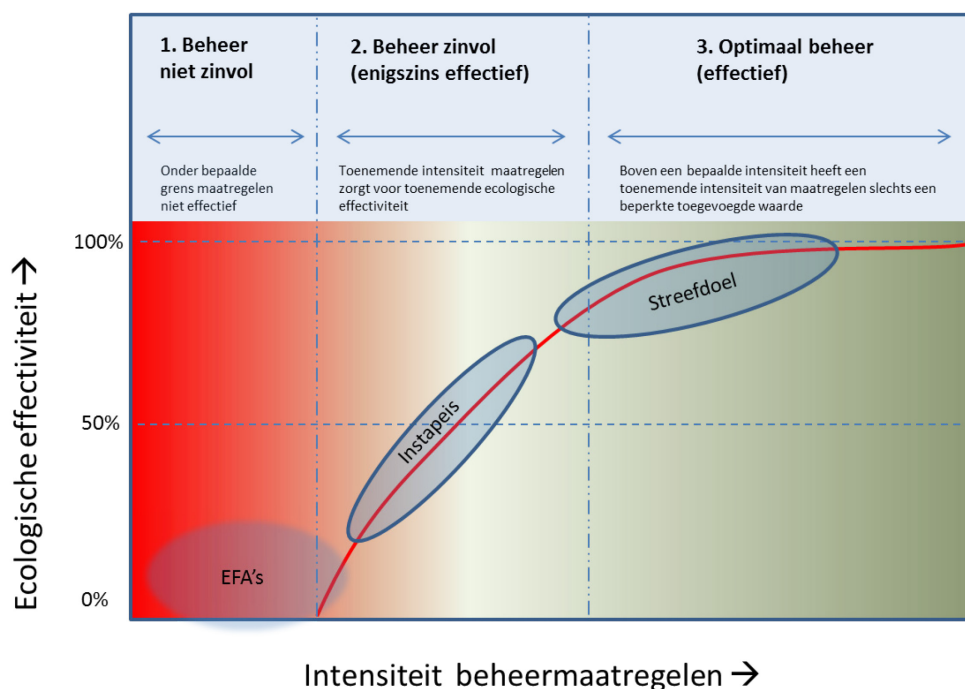 1. Beheer
niet zinvol
2. Beheer zinvol
(enigszins effectief)
3. Optimaal beheer
(effectief)
Onder bepaalde
grens maatregelen
niet effectief
Toenemende intensiteit maatregelen
zorgt voor toenemende ecologische
effectiviteit
Boven een bepaalde intensiteit heeft een
toenemende intensiteit van maatregelen slechts een
beperkte toegevoegde waarde
100%
50%
0%
Ecologische effectiviteit →
Streefdoel
Instapeis
EFA's
Intensiteit beheermaatregelen →